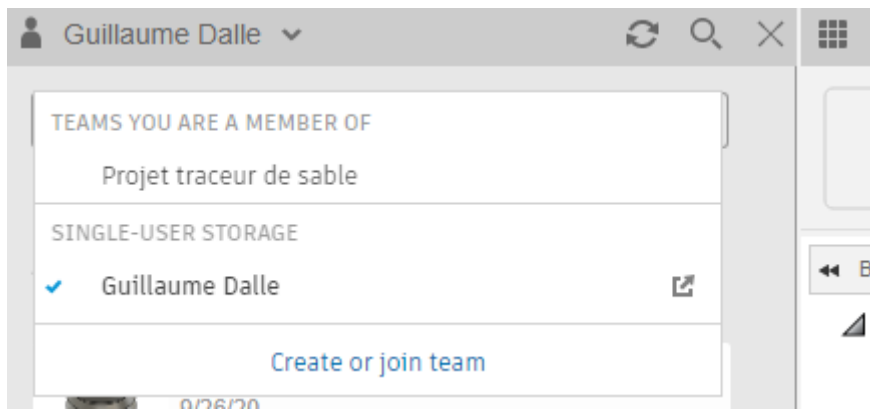 Guillaume Dalle
TEAMS YOU ARE A MEMBER OF
Projet traceur de sable
SINGLE-USER STORAGE
Guillaume Dalle
B
Create or join team
9/26/20